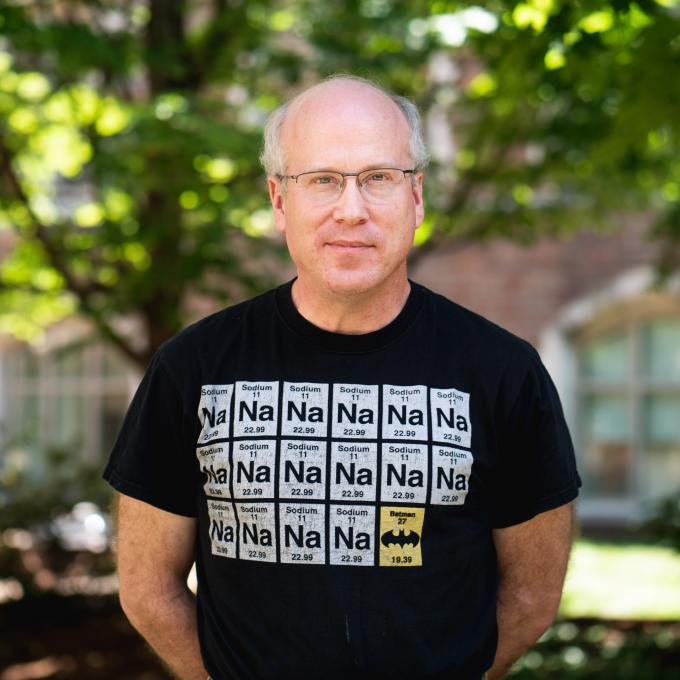 Sodium Sodium Sodium Sodium Sodium Sodium
11 11 11 11 11 11
Na Na Na Na Na Na
22.99 22.99 22.99 22.99 22.99 22.99
Sodium Sodium Sodium Sodium Sodium Sodium
11 11 11 11 11 11
Na Na Na Na Na Na
22.99 22.99 22.99 22.99 22.99 22.99
Sodium Sodium Sodium Sodium Batman
11 11 11 11 27
Na Na Na Na
22.99 22.99 22.99 22.99 19.39